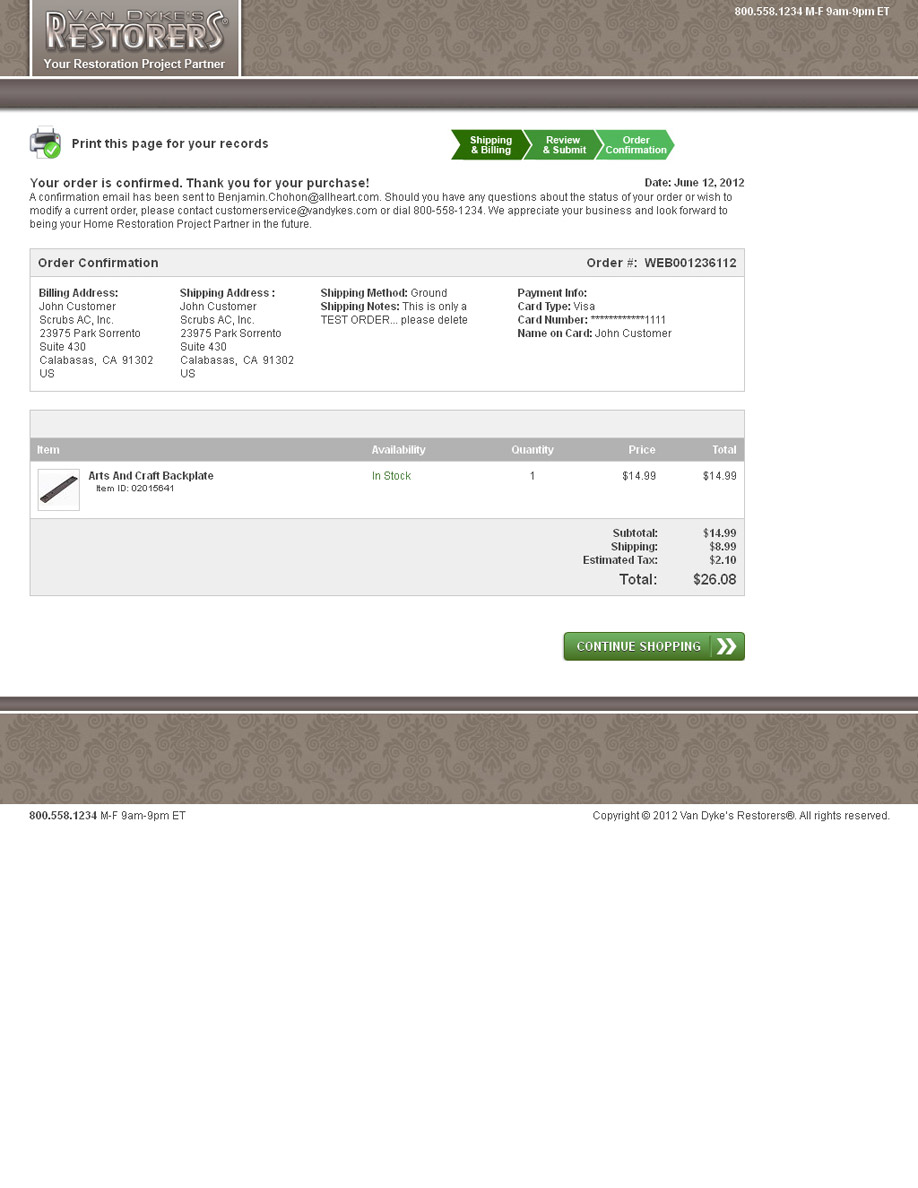 VAN DYKE'S
RESTORERS®
Your Restoration Project Partner
800.558.1234 M-F 9am-9pm ET
Print this page for your records
Shipping
& Billing
Review
& Submit
Order
Confirmation
Your order is confirmed. Thank you for your purchase!
Date: June 12, 2012
A confirmation email has been sent to Benjamin.Chohon@allheart.com. Should you have any questions about the status of your order or wish to
modify a current order, please contact customerservice@vandykes.com or dial 800-558-1234. We appreciate your business and look forward to
being your Home Restoration Project Partner in the future.
Order Confirmation
Order #: WEB001236112
Billing Address:
John Customer
Scrubs AC, Inc.
23975 Park Sorrento
Suite 430
Calabasas, CA 91302
US
Shipping Address :
John Customer
Scrubs AC, Inc.
23975 Park Sorrento
Suite 430
Calabasas, CA 91302
US
Shipping Method: Ground
Shipping Notes: This is only a
TEST ORDER... please delete
Payment Info:
Card Type: Visa
Card Number: ************1111
Name on Card: John Customer
Item Availability Quantity Price Total
Arts And Craft Backplate In Stock 1 $14.99 $14.99
Item ID: 02015641
Subtotal: $14.99
Shipping: $8.99
Estimated Tax: $2.10
Total: $26.08
CONTINUE SHOPPING
800.558.1234 M-F 9am-9pm ET
Copyright © 2012 Van Dyke's Restorers®. All rights reserved.